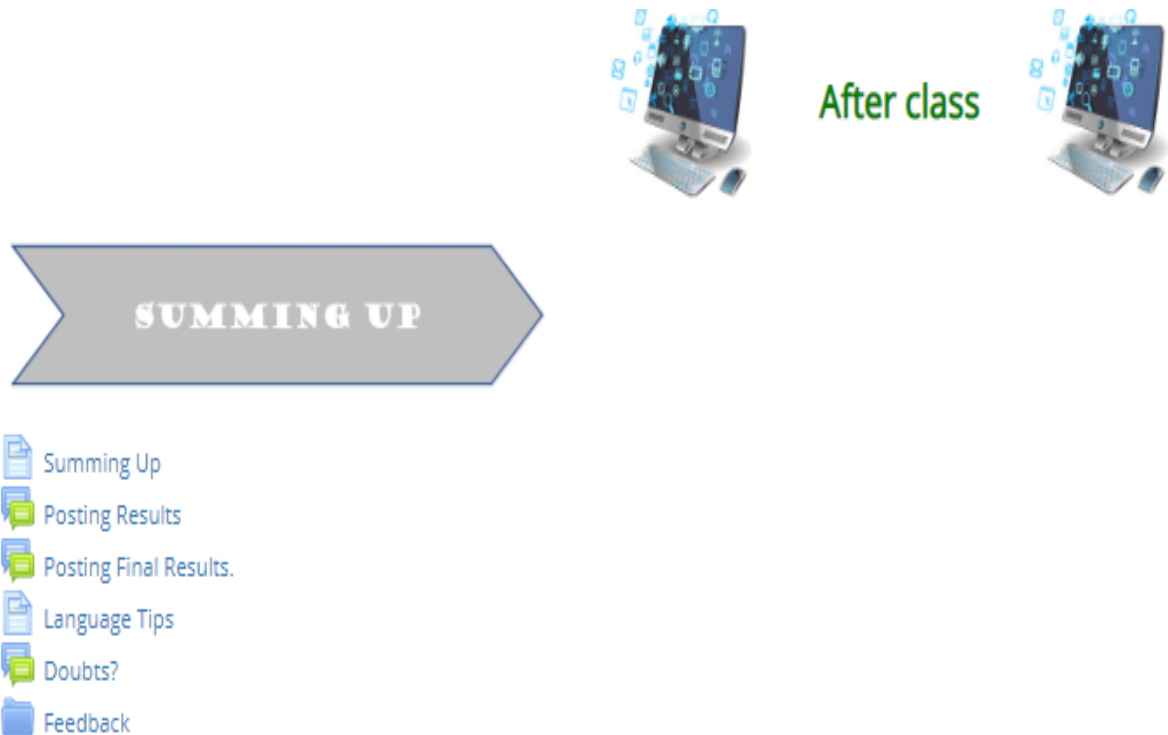 After class
SUMMING UP
Summing Up
Posting Results
Posting Final Results.
Language Tips
Doubts?
Feedback